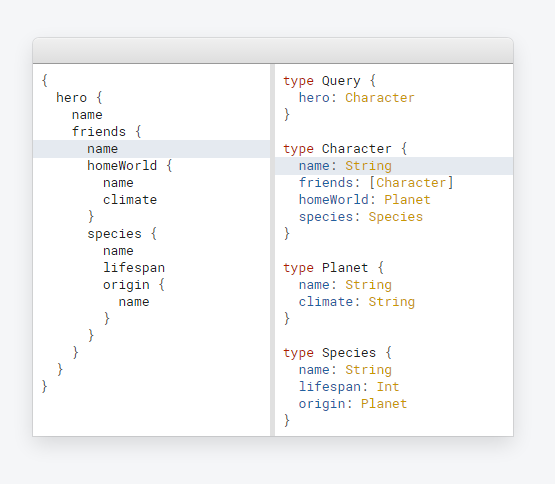 {
  hero {
    name
    friends {
      name
      homeWorld {
        name
        climate
      }
      species {
        name
        lifespan
        origin {
          name
        }
      }
    }
  }
}
type Query {
  hero: Character
}

type Character {
  name: String
  friends: [Character]
  homeWorld: Planet
  species: Species
}

type Planet {
  name: String
  climate: String
}

type Species {
  name: String
  lifespan: Int
  origin: Planet
}